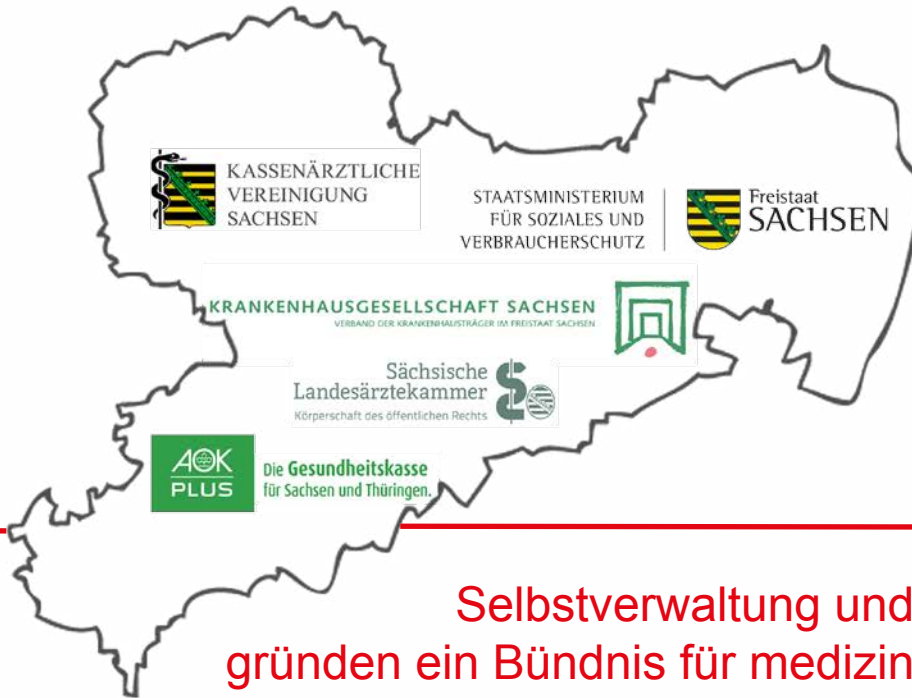 KASSENÄRZTLICHE
VEREINIGUNG
SACHSEN
STAATSMINISTERIUM
FÜR SOZIALES UND
VERBRAUCHERSCHUTZ
Freistaat
SACHSEN
KRANKENHAUSGESELLSCHAFT SACHSEN
VERBAND DER KRANKENHAUSTRÄGER IM FREISTAAT SACHSEN
Sächsische
Landesärztekammer
Körperschaft des öffentlichen Rechts
AOK
PLUS
Die Gesundheitskasse
für Sachsen und Thüringen.
Selbstverwaltung und
gründen ein Bündnis für medizin